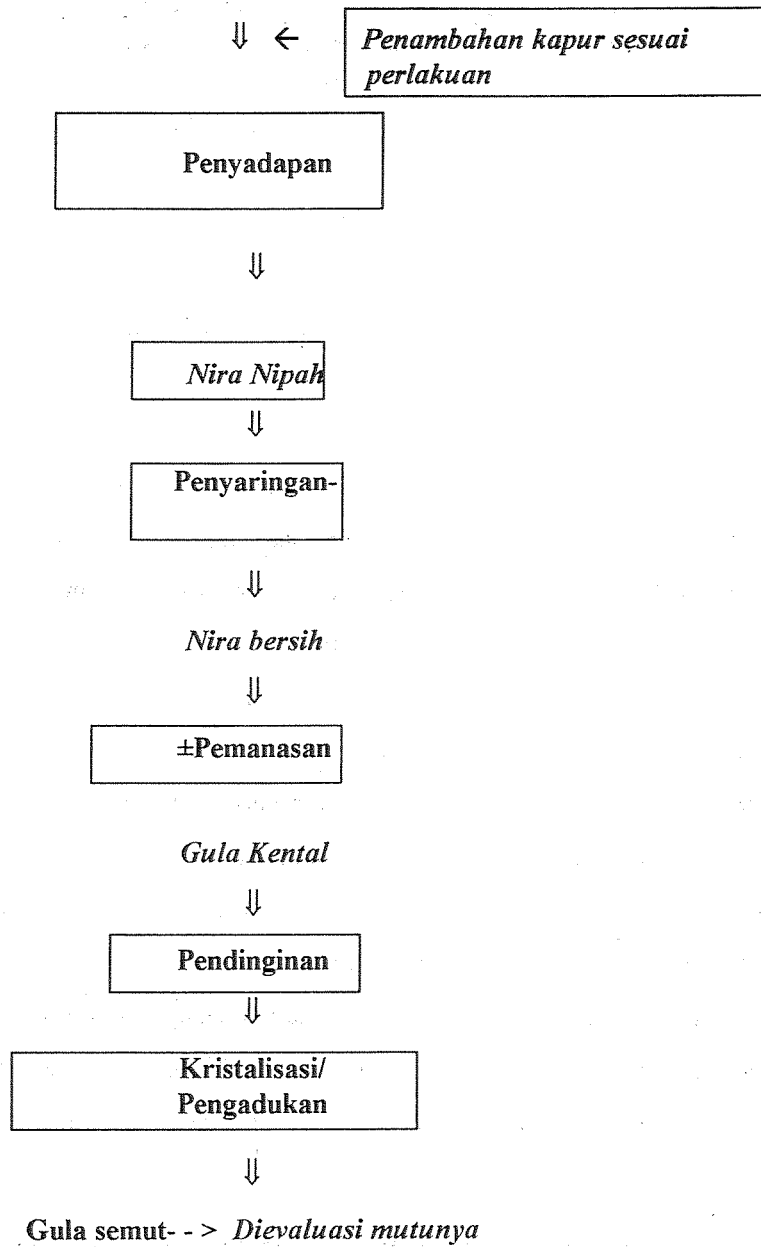 ⇓ ← Penambahan kapur sesuai
perlakuan
Penyadapan
⇓
Nira Nipah
⇓
Penyaringan-
⇓
Nira bersih
⇓
±Pemanasan
Gula Kental
⇓
Pendinginan
⇓
Kristalisasi/
Pengadukan
⇓
Gula semut- - > Dievaluasi mutunya